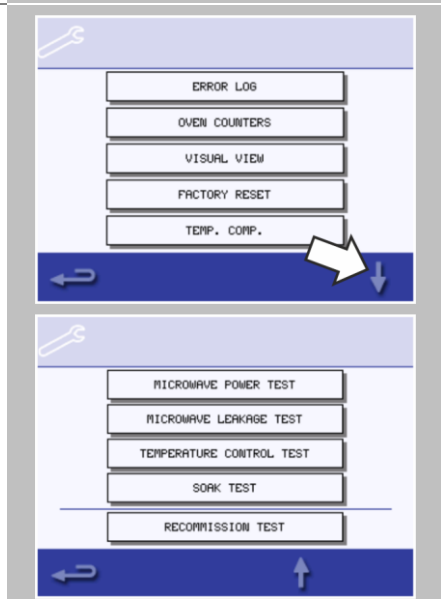 ERROR LOG
OVEN COUNTERS
VISUAL VIEW
FACTORY RESET
TEMP. COMP.
MICROWAVE POWER TEST
MICROWAVE LEAKAGE TEST
TEMPERATURE CONTROL TEST
SOAK TEST
RECOMMISSION TEST